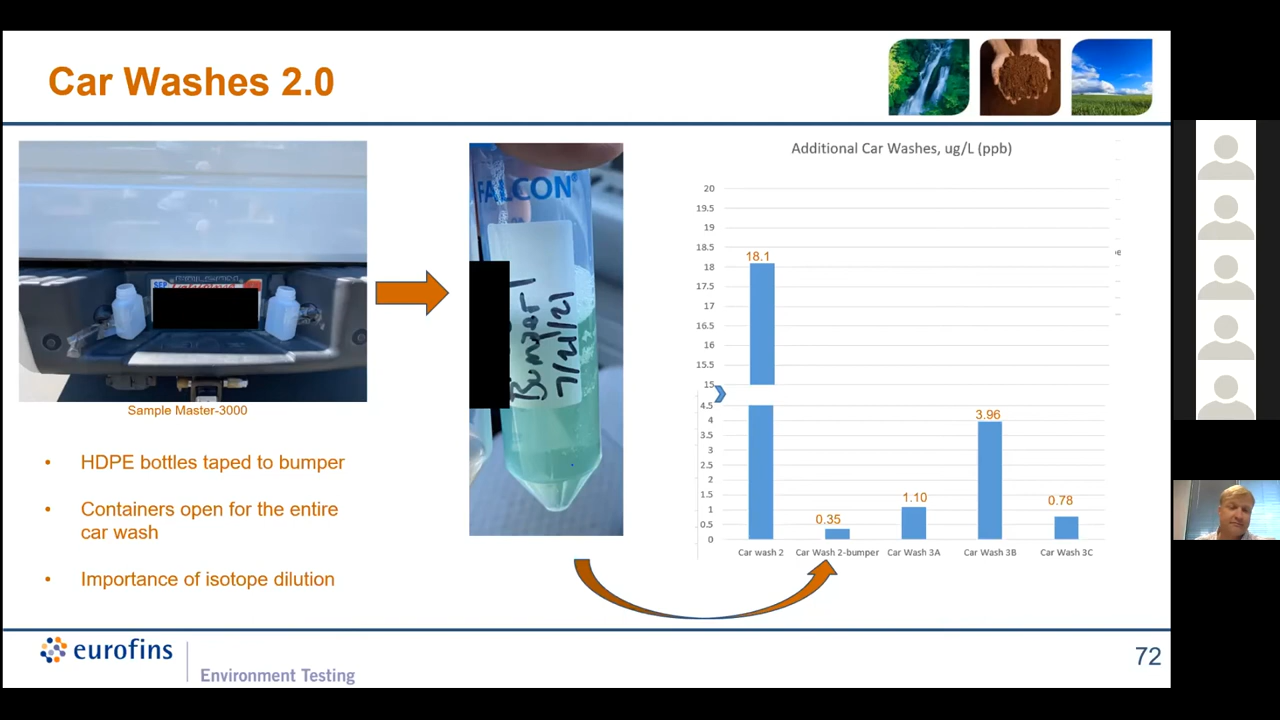 Car Washes 2.0
SEP
Sample Master-3000
• HDPE bottles taped to bumper
• Containers open for the entire
car wash
• Importance of isotope dilution
FALCON®
Bumper 1
7/21/21
Additional Car Washes, ug/L (ppb)
20
19.5
19
18.5
18
17.5
17
16.5
16
15.5
15
4.5
4
3.5
3
2.5
2
1.5
1
0.5
0
18.1
0.35
1.10
3.96
0.78
Car wash 2
Car Wash 2-bumper
Car Wash 3A
Car Wash 3B
Car Wash 3C
eurofins
Environment Testing
72